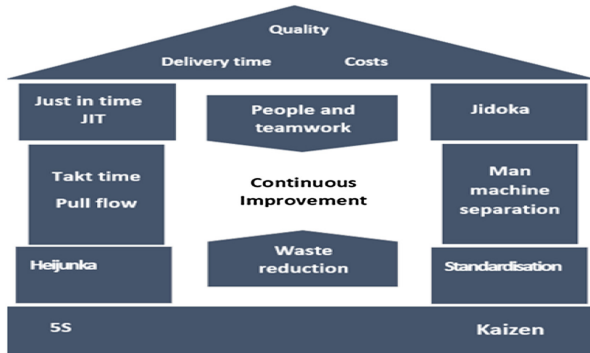 Quality
Delivery time
Costs
Just in time
JIT
People and
teamwork
Jidoka
Takt time
Pull flow
Continuous
Improvement
Man
machine
separation
Heijunka
Waste
reduction
Standardisation
5S
Kaizen